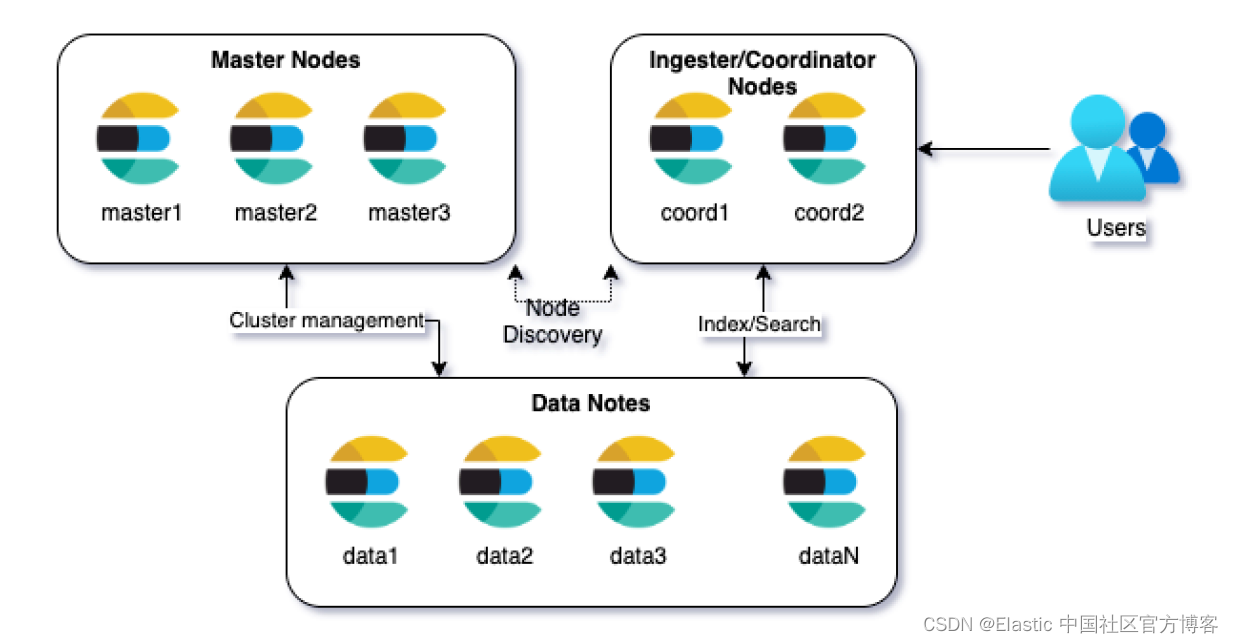 Master Nodes
master1
master2
master3
Ingester/Coordinator
Nodes
coord1
coord2
Users
Cluster management
Node
Discovery
Index/Search
Data Notes
data1
data2
data3
dataN
CSDN @Elastic 中国社区官方博客